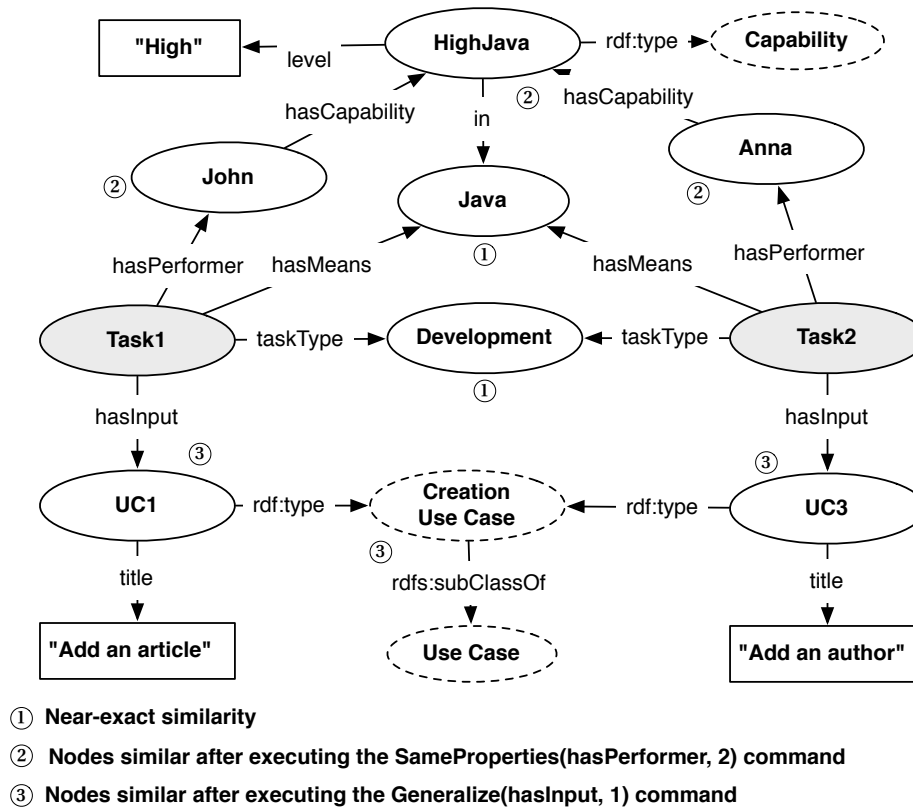 "High"
level
HighJava
rdf:type
Capability
②
hasCapability
in
hasCapability
②
John
Java
②
Anna
hasPerformer
hasMeans
①
hasMeans
hasPerformer
Task1
taskType
Development
taskType
Task2
①
hasInput
hasInput
③
③
UC1
rdf:type
Creation
Use Case
rdf:type
UC3
③
title
rdfs:subClassOf
title
"Add an article"
Use Case
"Add an author"
① Near-exact similarity
② Nodes similar after executing the SameProperties(hasPerformer, 2) command
③ Nodes similar after executing the Generalize(hasInput, 1) command